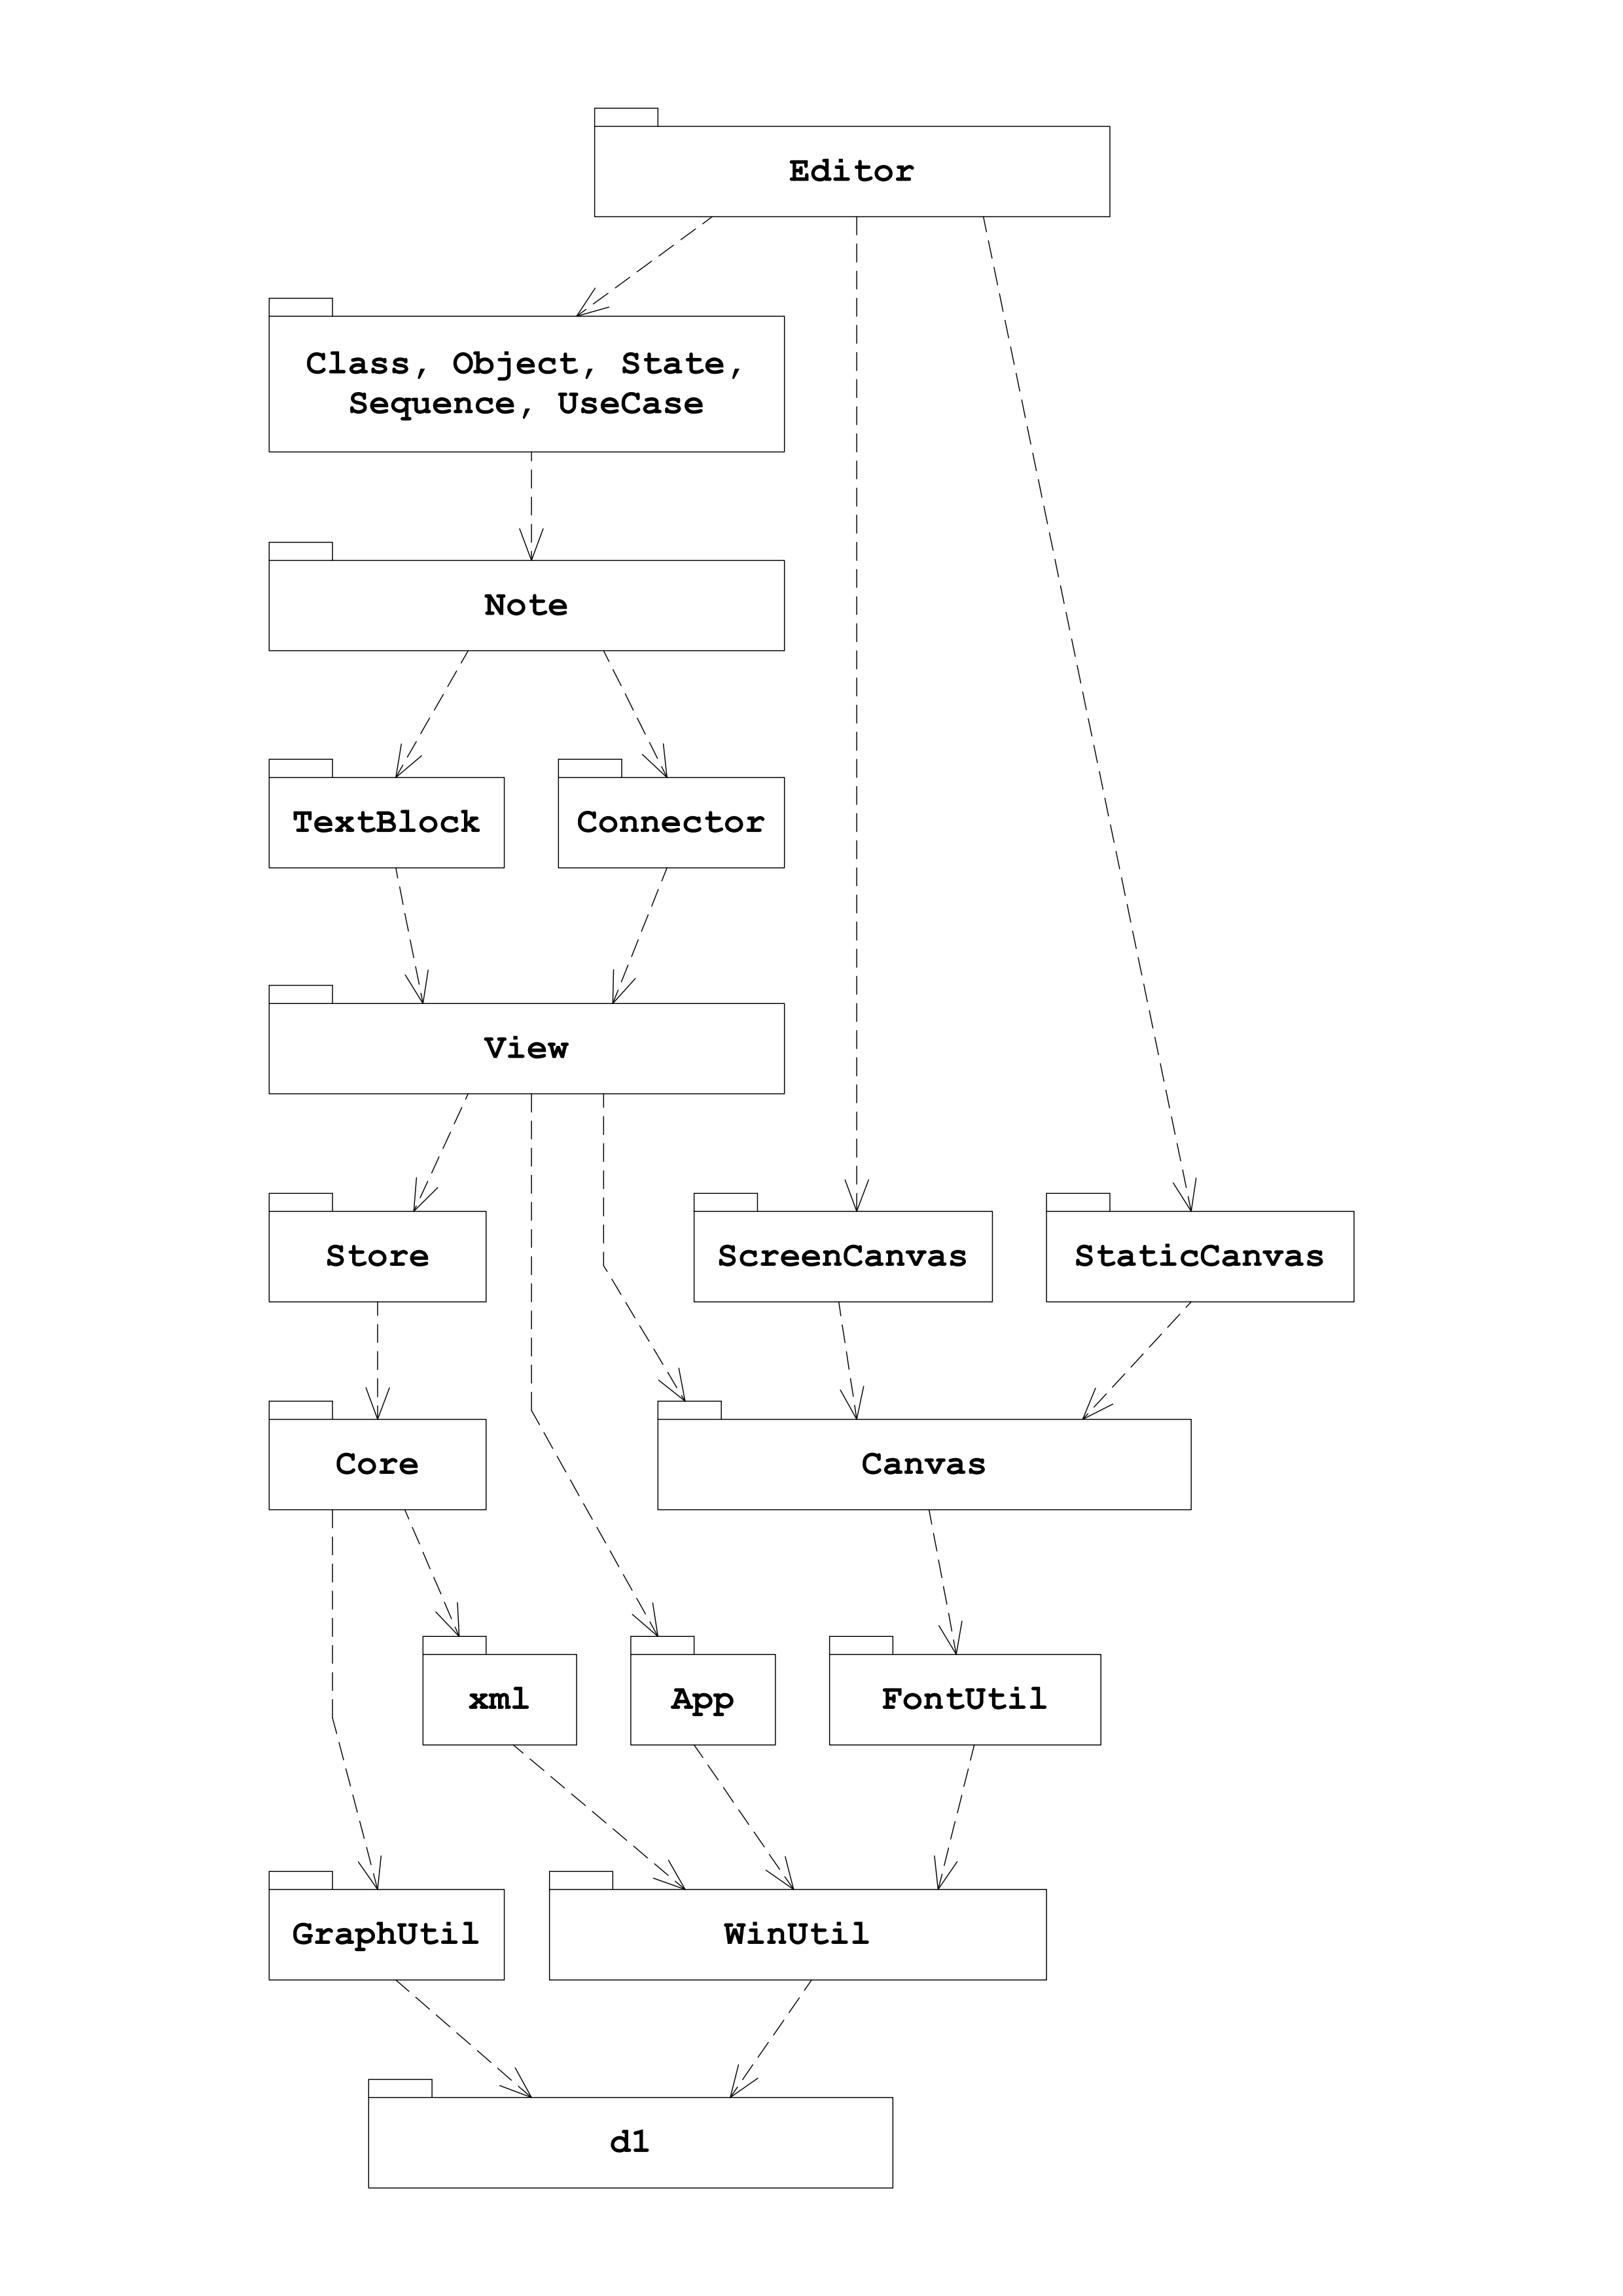 Editor
Class, Object, State,
Sequence, UseCase
Note
TextBlock
Connector
View
Store
ScreenCanvas
StaticCanvas
Core
Canvas
xml
App
FontUtil
GraphUtil
WinUtil
d1